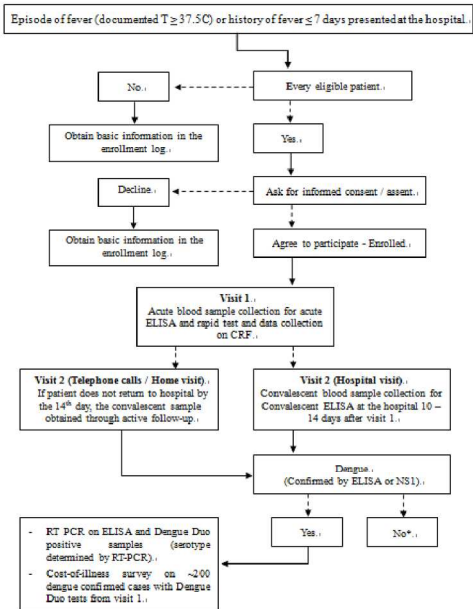 Episode of fever (documented T ≥ 37.5C) or history of fever ≤ 7 days presented at the hospital.
No.
Every eligible patient.
Obtain basic information in the
enrollment log.
Yes.
Decline.
Ask for informed consent / assent.
Obtain basic information in the
enrollment log.
Agree to participate - Enrolled.
Visit 1.
Acute blood sample collection for acute
ELISA and rapid test and data collection
on CRF.
Visit 2 (Telephone calls / Home visit).
If patient does not return to hospital by
the 14th day, the convalescent sample
obtained through active follow-up.
Visit 2 (Hospital visit).
Convalescent blood sample collection for
Convalescent ELISA at the hospital 10 –
14 days after visit 1.
Dengue.
(Confirmed by ELISA or NS1).
Yes.
No*.
- RT PCR on ELISA and Dengue Duo
positive samples (serotype
determined by RT-PCR).
- Cost-of-illness survey on ~200
dengue confirmed cases with Dengue
Duo tests from visit 1.